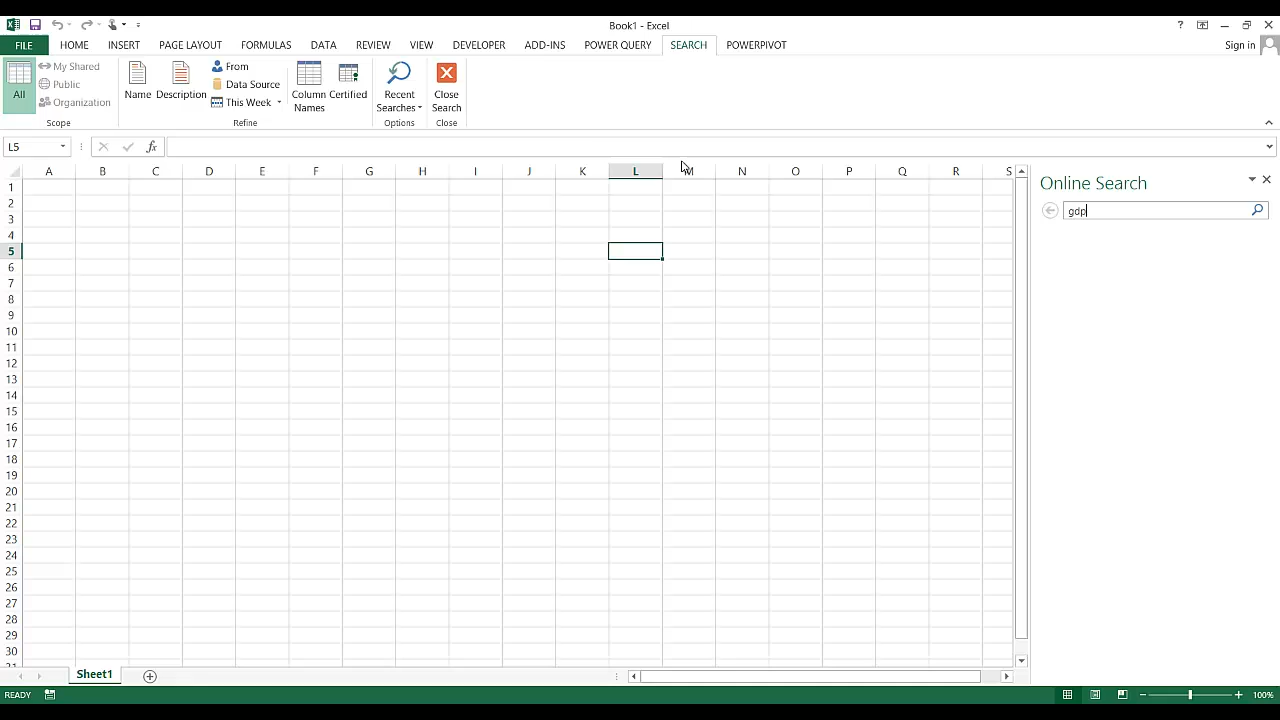 Book1 - Excel
?
FILE
HOME
INSERT
PAGE LAYOUT
FORMULAS
DATA
REVIEW
VIEW
DEVELOPER
ADD-INS
POWER QUERY
SEARCH
POWERPIVOT
Sign in
All
My Shared
Public
Organization
Scope
Name
Description
From
Data Source
This Week
Column
Names
Certified
Refine
Recent
Searches
Options
Close
Search
Close
L5
fx
A B C D E F G H I J K L M N O P Q R S
1
2
3
4
5
6
7
8
9
10
11
12
13
14
15
16
17
18
19
20
21
22
23
24
25
26
27
28
29
30
Online Search
gdp
Sheet1
READY
100%